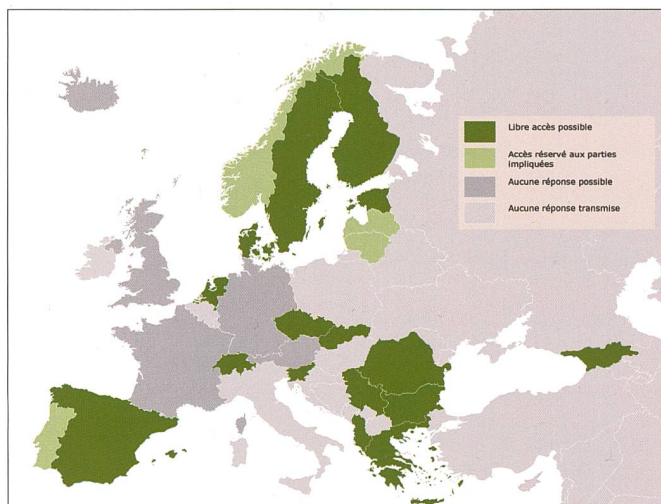 Libre accès possible
Accès réservé aux parties
impliquées
Aucune réponse possible
Aucune réponse transmise